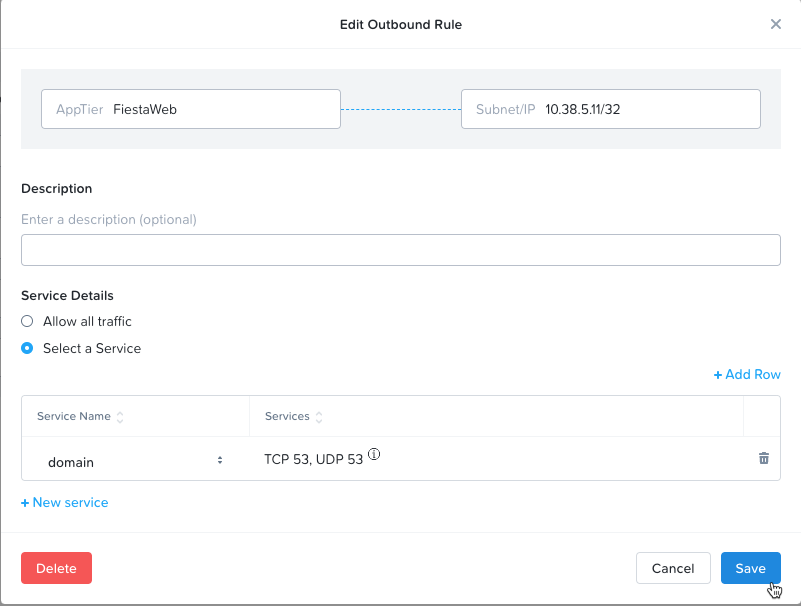 Edit Outbound Rule
AppTier FiestaWeb
Subnet/IP 10.38.5.11/32
Description
Enter a description (optional)
Service Details
Allow all traffic
Select a Service
+ Add Row
Service Name Services
domain TCP 53, UDP 53
+ New service
Delete Cancel Save